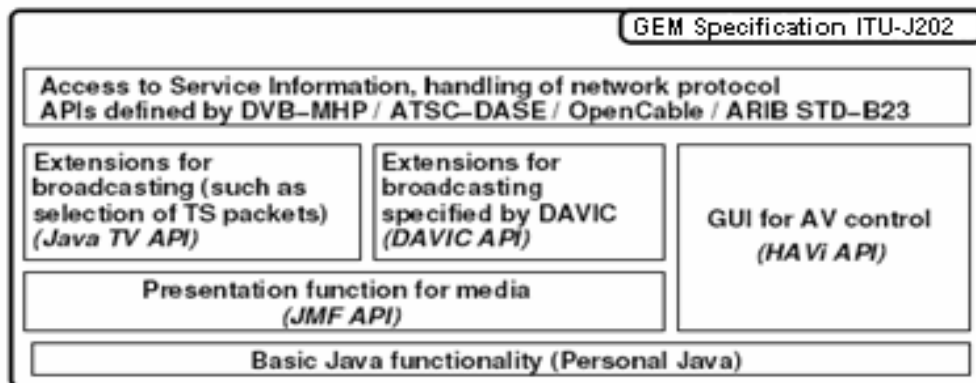 GEM Specification ITU-J202
Access to Service Information, handling of network protocol
APIs defined by DVB-MHP / ATSC-DASE / OpenCable / ARIB STD-B23
Extensions for
broadcasting (such as
selection of TS packets)
(Java TV API)
Extensions for
broadcasting
specified by DAVIC
(DAVIC API)
GUI for AV control
(HAVi API)
Presentation function for media
(JMF API)
Basic Java functionality (Personal Java)